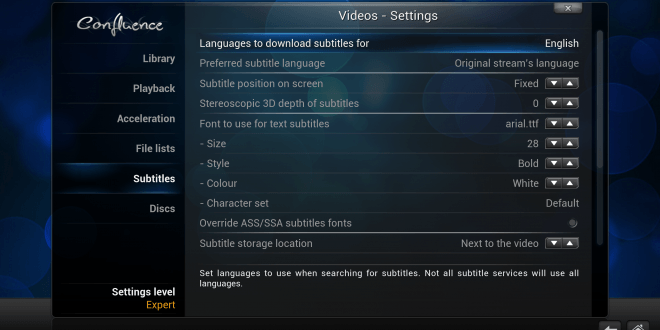 Confluence
Videos - Settings
Library
Playback
Acceleration
File lists
Subtitles
Discs
Settings level
Expert
Languages to download subtitles for English
Preferred subtitle language Original stream's language
Subtitle position on screen Fixed
Stereoscopic 3D depth of subtitles 0
Font to use for text subtitles arial.ttf
- Size 28
- Style Bold
- Colour White
- Character set Default
Override ASS/SSA subtitles fonts
Subtitle storage location Next to the video
Set languages to use when searching for subtitles. Not all subtitle services will use all
languages.